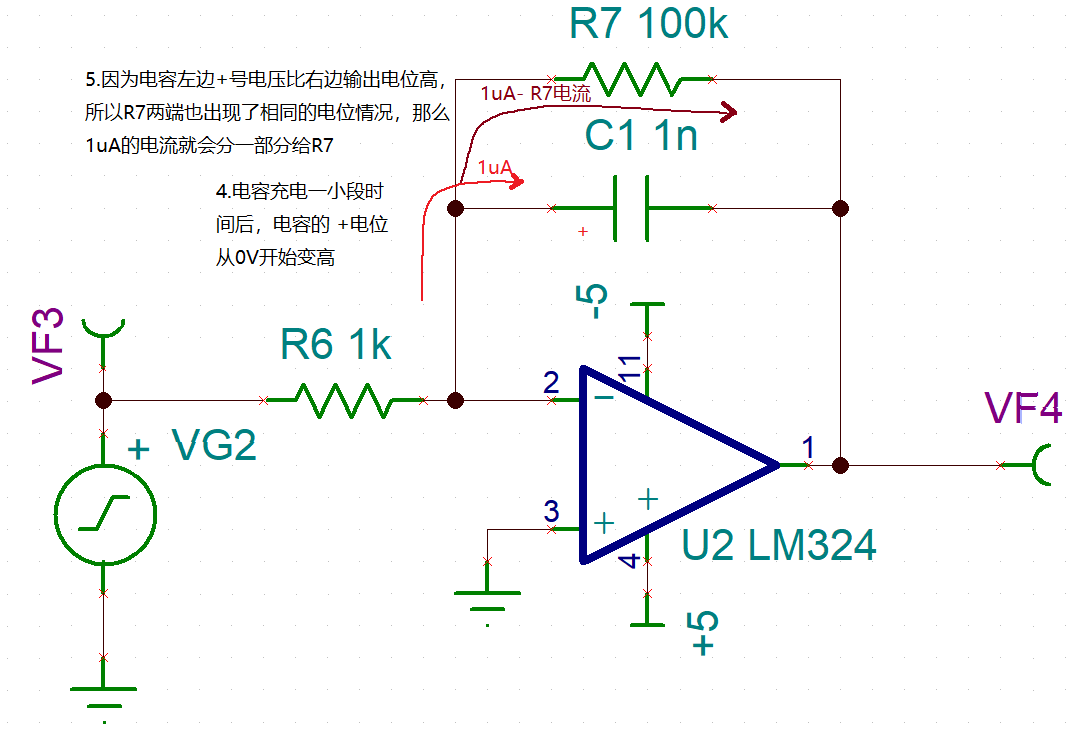 R7 100k
5.因为电容左边+号电压比右边输出电位高，
所以R7两端也出现了相同的电位情况，那么
1uA的电流就会分一部分给R7
1uA- R7电流
C1 1n
1uA
4.电容充电一小段时
间后，电容的 +电位
从0V开始变高
+
-5
VF3
R6 1k
11
2
−
VF4
+ VG2
1
3
+
+
4
U2 LM324
+5